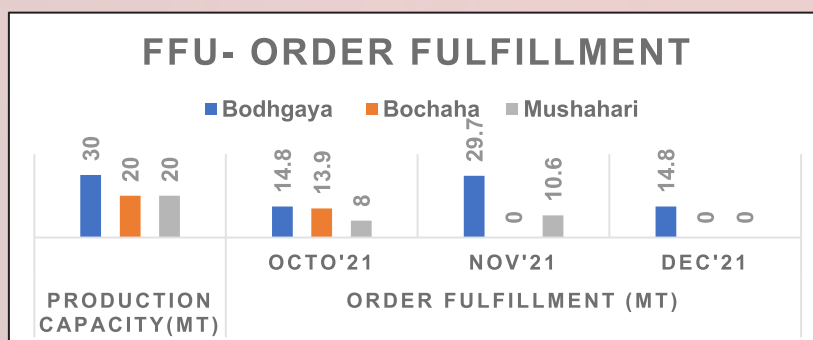 FFU- ORDER FULFILLMENT
Bodhgaya Bochaha Mushahari
30 20 20 14.8 13.9 8 29.7 0 10.6 14.8 0 0
OCTO'21 NOV'21 DEC'21
PRODUCTION CAPACITY(MT)
ORDER FULFILLMENT (MT)